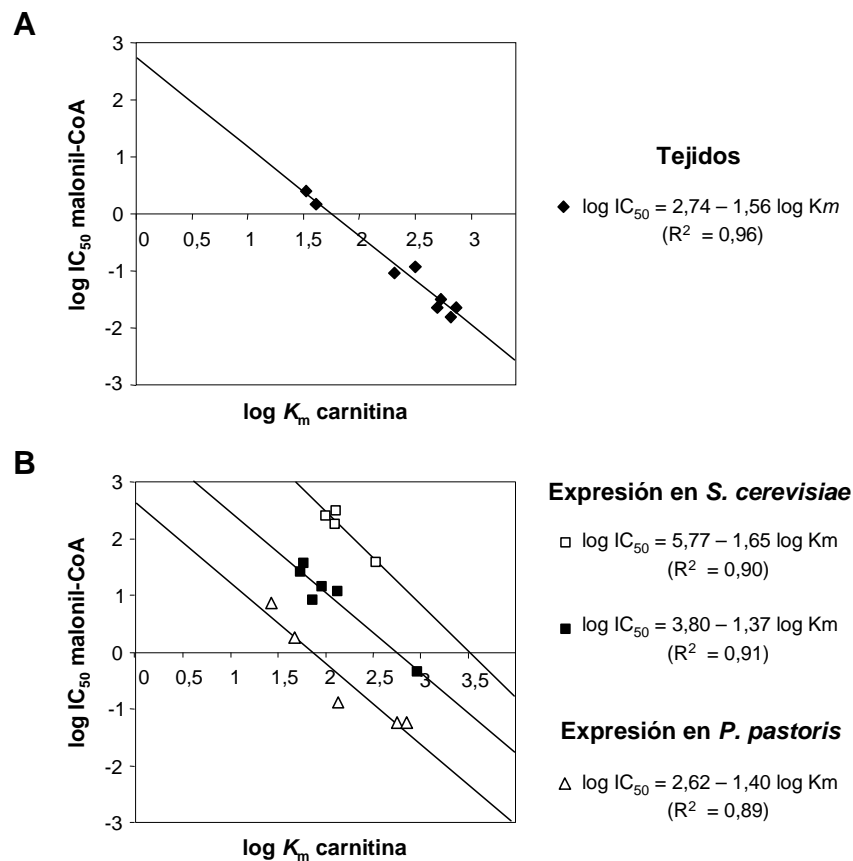 A
3
2
1
0
-1
-2
-3
0 0,5 1 1,5 2 2,5 3
log IC50 malonil-CoA
log Km carnitina
Tejidos
◆ log IC50 = 2,74 – 1,56 log Km
(R2 = 0,96)
B
3
2
1
0
-1
-2
-3
0 0,5 1 1,5 2 2,5 3 3,5
log IC50 malonil-CoA
log Km carnitina
Expresión en S. cerevisiae
□ log IC50 = 5,77 – 1,65 log Km
(R2 = 0,90)
■ log IC50 = 3,80 – 1,37 log Km
(R2 = 0,91)
Expresión en P. pastoris
△ log IC50 = 2,62 – 1,40 log Km
(R2 = 0,89)